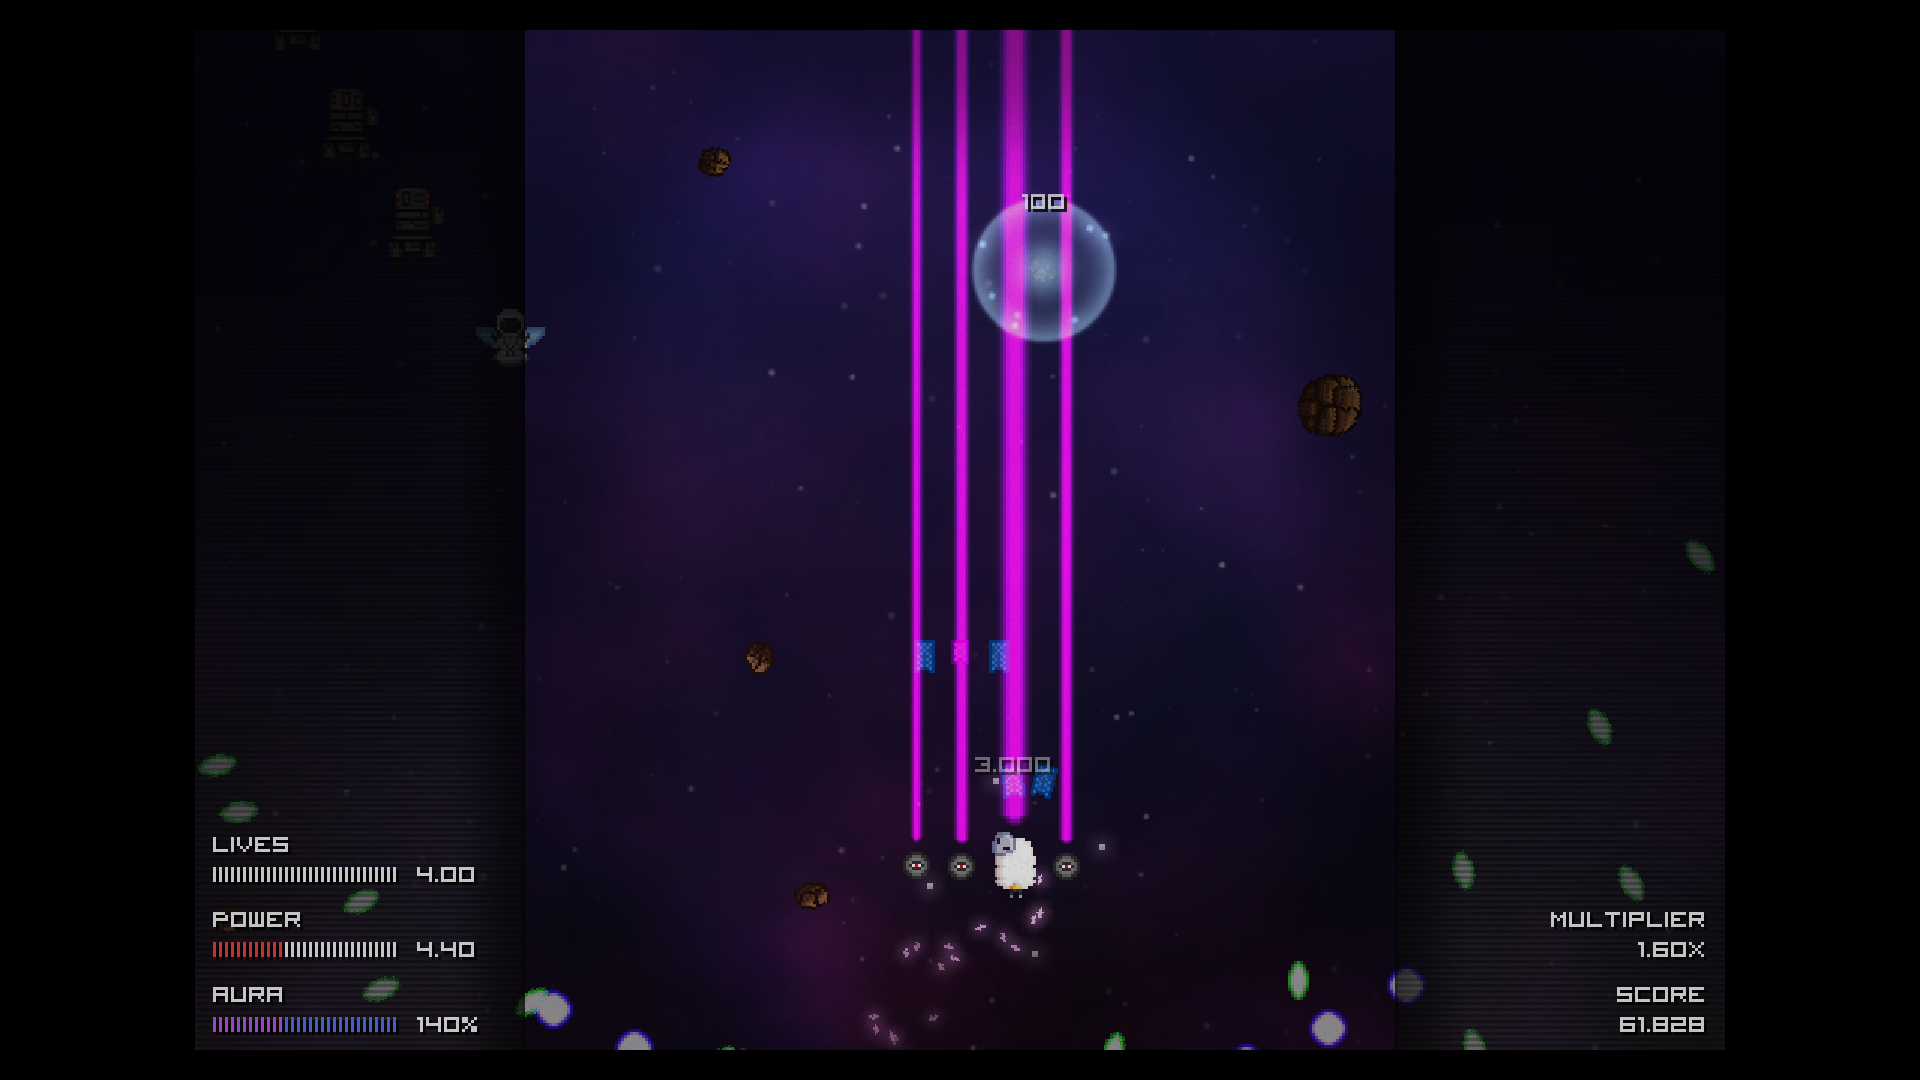 100
3.000
LIVES
4.00
POWER
4.40
AURA
140%
MULTIPLIER
1.60X
SCORE
61.828